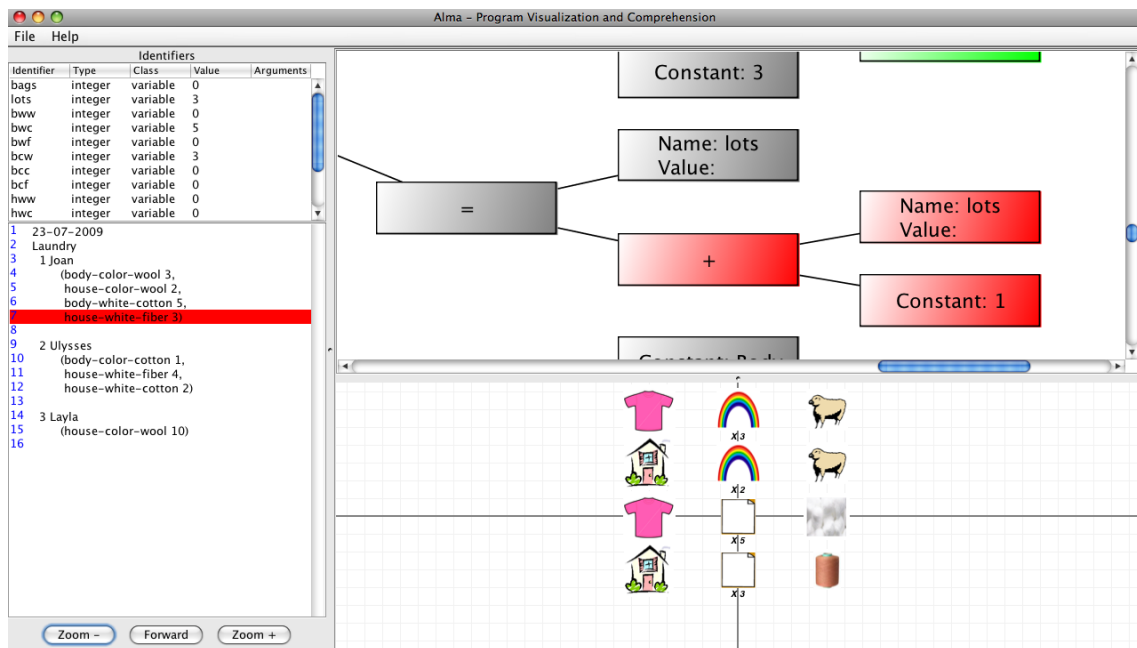 Alma - Program Visualization and Comprehension
File Help
Identifiers
Identifier Type Class Value Arguments
bags integer variable 0
lots integer variable 3
bww integer variable 0
bwc integer variable 5
bwf integer variable 0
bcw integer variable 3
bcc integer variable 0
bcf integer variable 0
hww integer variable 0
hwc integer variable 0
1 23-07-2009
2 Laundry
3 1 Joan
4 (body-color-wool 3,
5 house-color-wool 2,
6 body-white-cotton 5,
7 house-white-fiber 3)
8
9 2 Ulysses
10 (body-color-cotton 1,
11 house-white-fiber 4,
12 house-white-cotton 2)
13
14 3 Layla
15 (house-color-wool 10)
16
Zoom - Forward Zoom +
Constant: 3
Name: lots
Value:
=
Name: lots
Value:
+
Constant: 1
Constant: Body
X 3
X 2
X 5
X 3